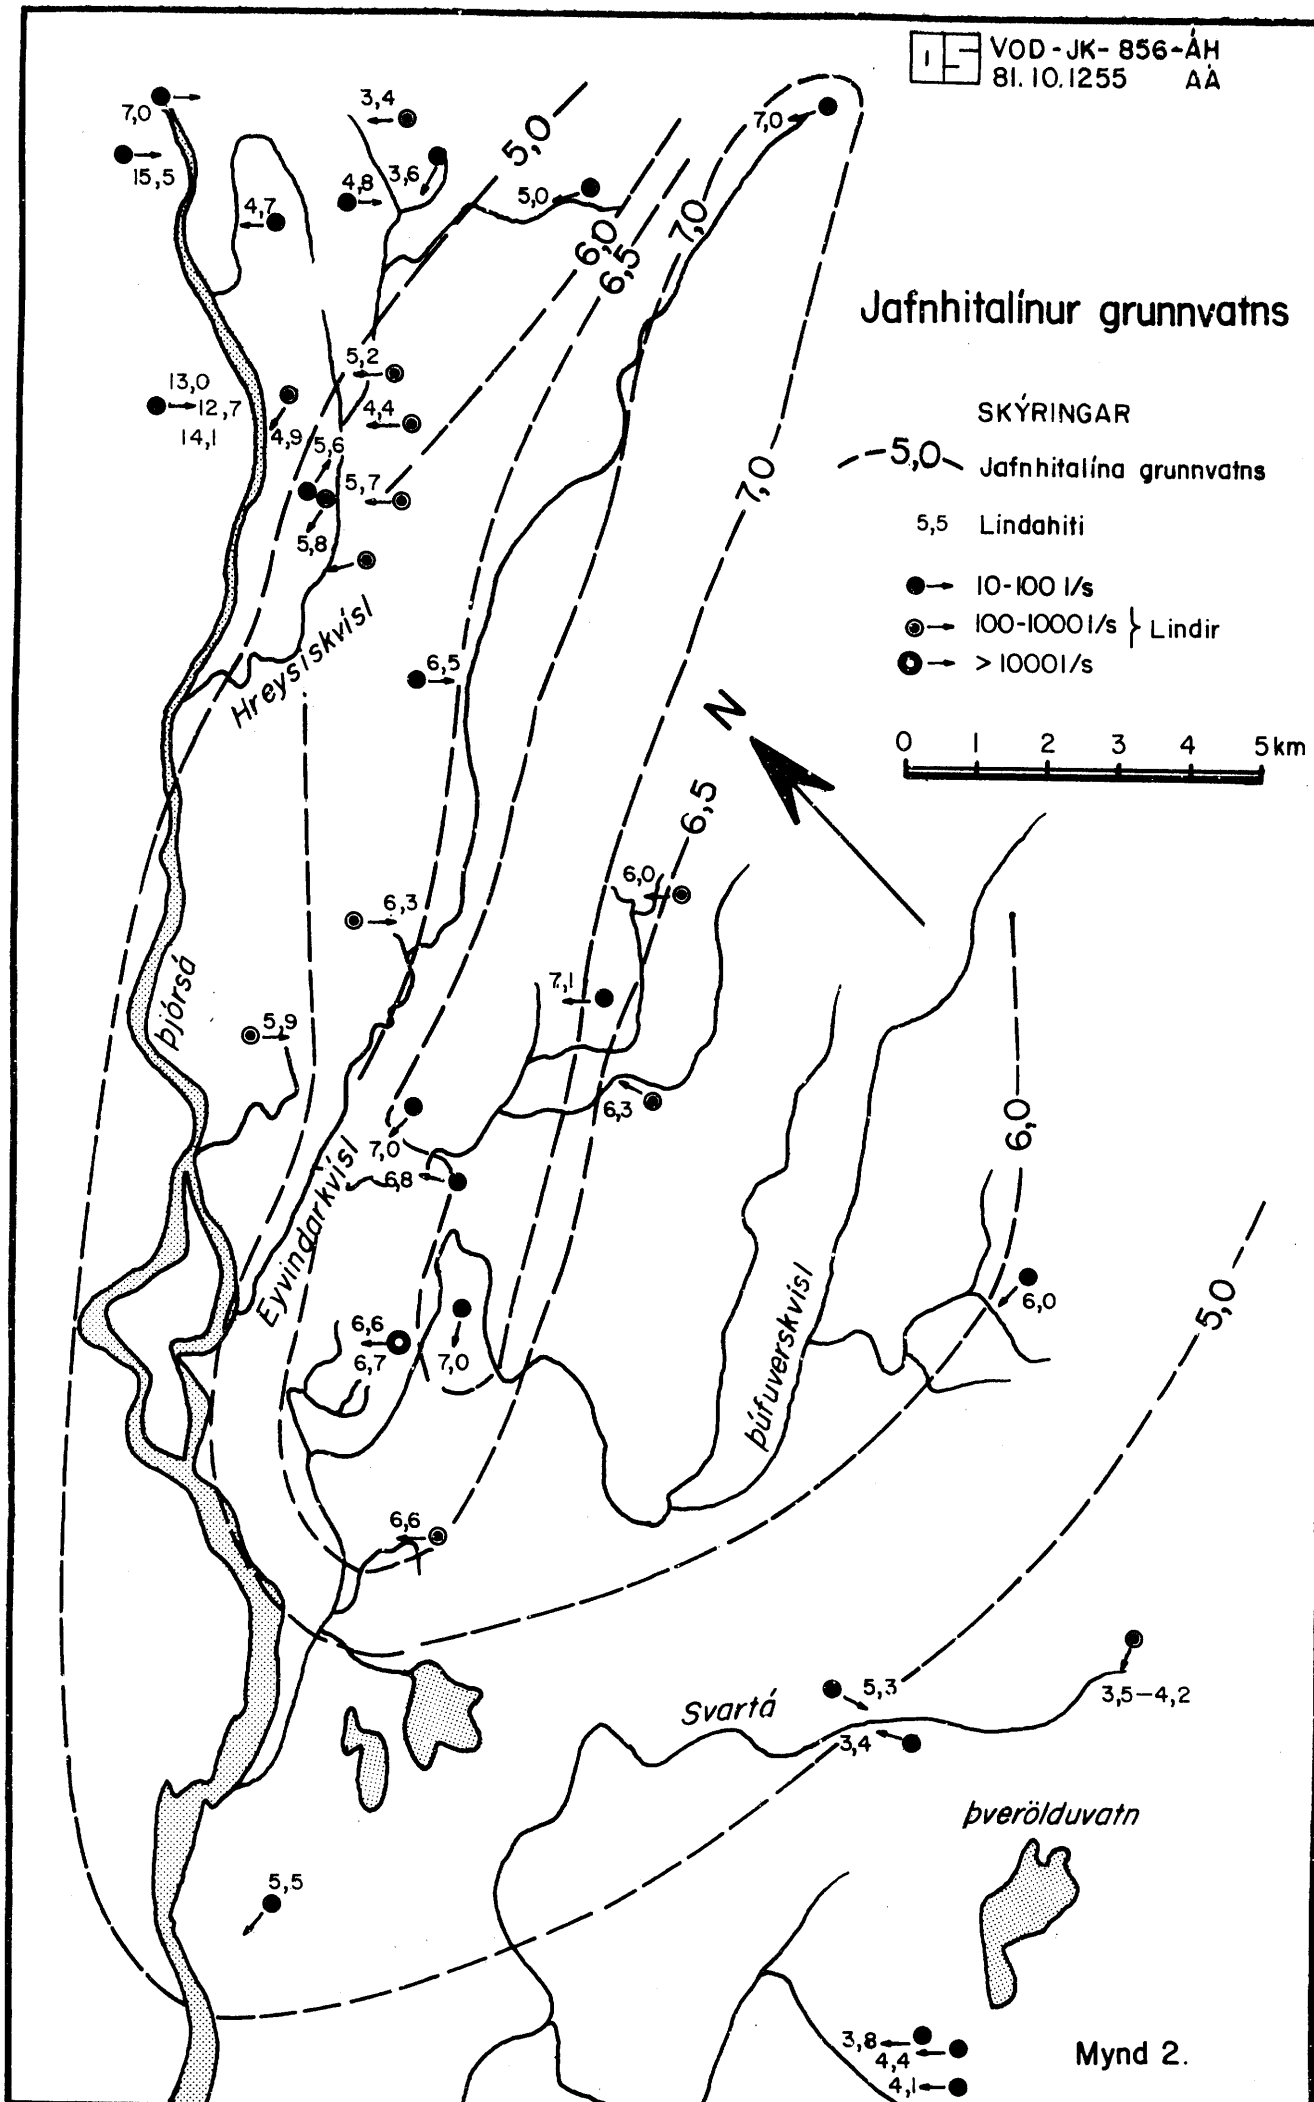 OS VOD-JK-856-ÁH
81.10.1255 AÁ
7,0
3,4
5,0
7,0
15,5
3,6
4,8
5,0
4,7
6,0
7,0
6,5
Jafnhitalínur grunnvatns
5,2
13,0
12,7
14,1
4,4
4,9
5,6
5,7
5,8
7,0
SKÝRINGAR
5,0 Jafnhitalína grunnvatns
5,5 Lindahiti
10-100 l/s
100-1000 l/s } Lindir
> 1000 l/s
Hreysiskvísl
6,5
N
0 1 2 3 4 5 km
6,5
6,0
6,3
Þjórsá
7,1
5,9
6,3
6,0
7,0
6,8
Eyvindarkvísl
6,0
5,0
6,6
6,7
7,0
Þúfuverskvísl
6,6
Svartá
5,3
3,5-4,2
3,4
Þverölduvatn
5,5
3,8
4,4
4,1
Mynd 2.